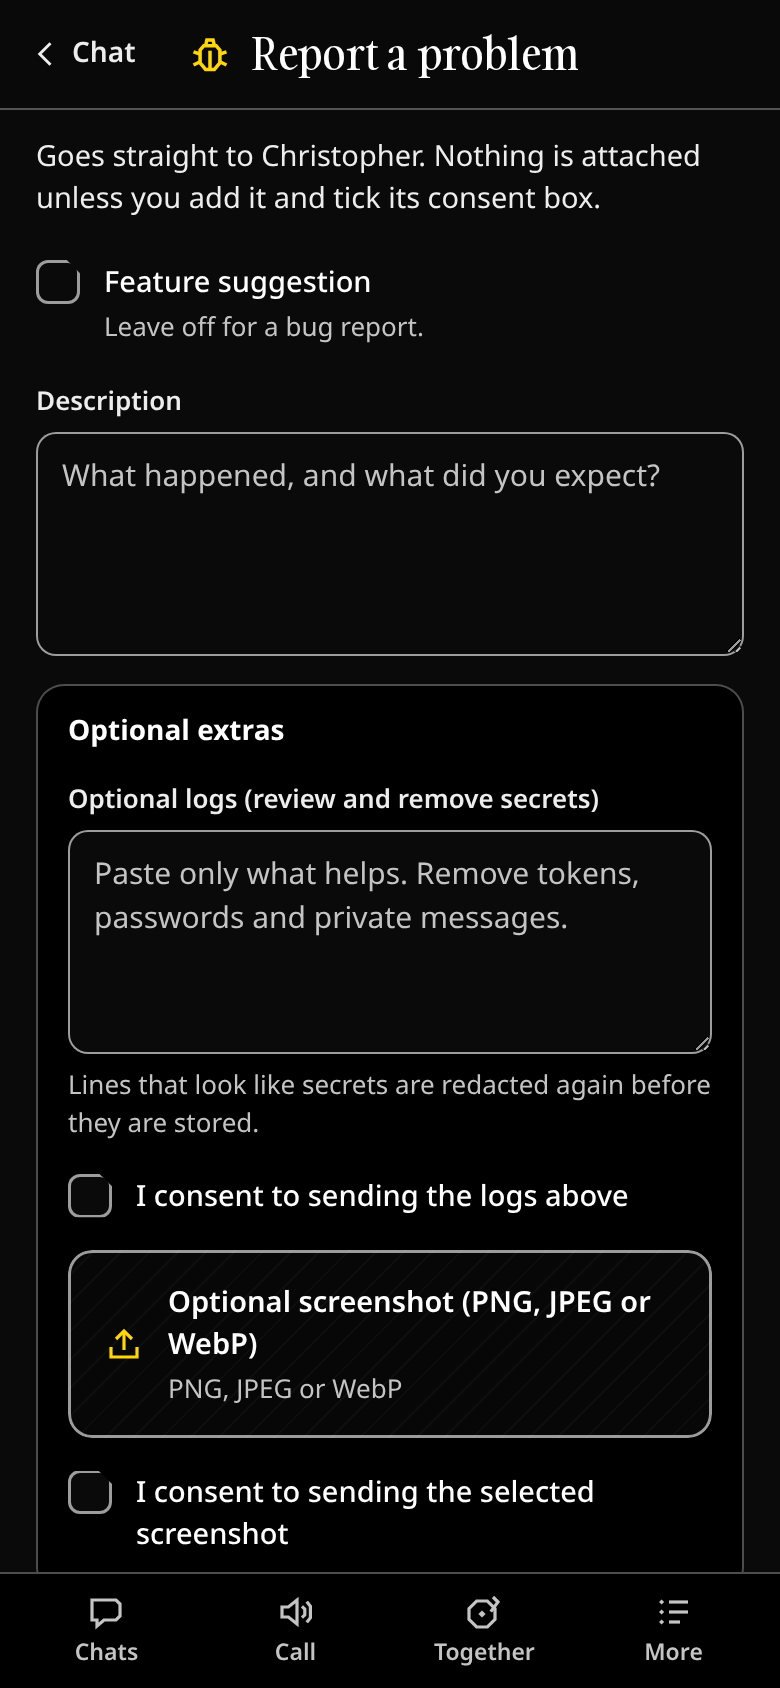 Chat
Report a problem
Goes straight to Christopher. Nothing is attached
unless you add it and tick its consent box.
Feature suggestion
Leave off for a bug report.
Description
What happened, and what did you expect?
Optional extras
Optional logs (review and remove secrets)
Paste only what helps. Remove tokens,
passwords and private messages.
Lines that look like secrets are redacted again before
they are stored.
I consent to sending the logs above
Optional screenshot (PNG, JPEG or
WebP)
PNG, JPEG or WebP
I consent to sending the selected
screenshot
Chats
Call
Together
More